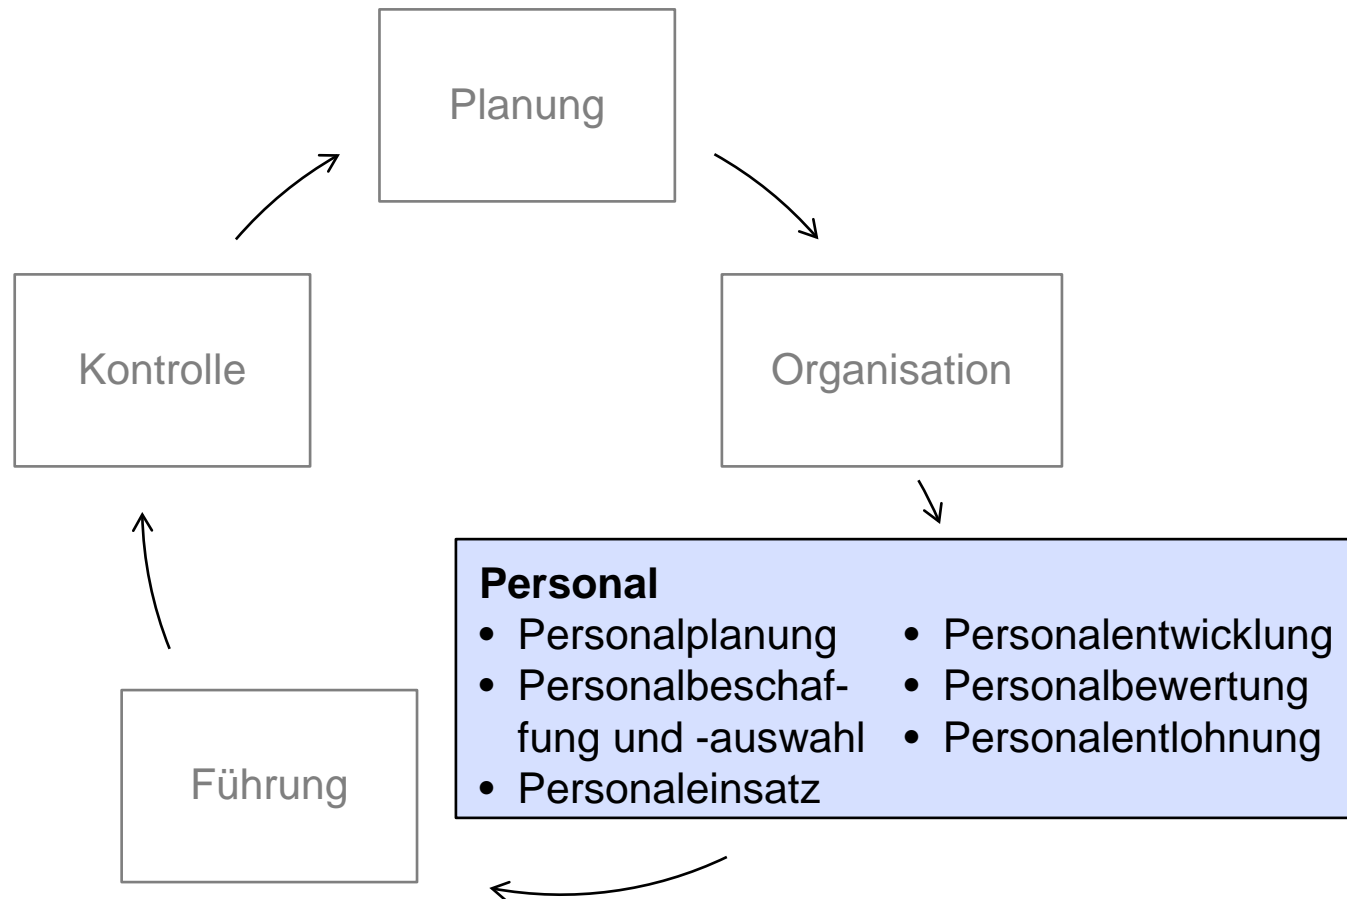 Planung
Kontrolle
Organisation
Personal
• Personalplanung
• Personalbeschaf-
fung und -auswahl
• Personaleinsatz
• Personalentwicklung
• Personalbewertung
• Personalentlohnung
Führung